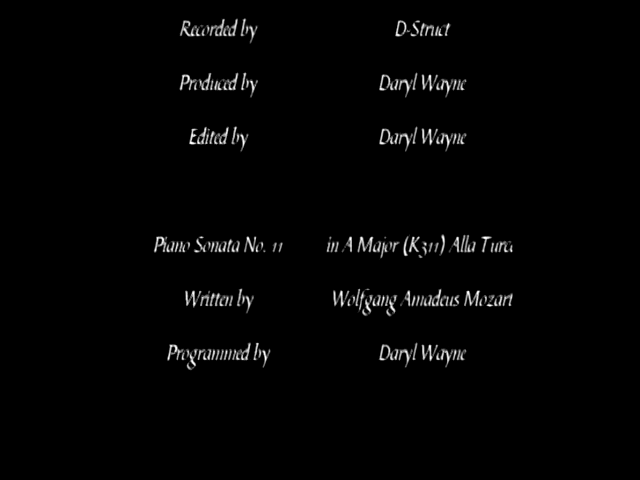 Recorded by D-Struct
Produced by Daryl Wayne
Edited by Daryl Wayne
Piano Sonata No. 11 in A Major (K311) Alla Turca
Written by Wolfgang Amadeus Mozart
Programmed by Daryl Wayne